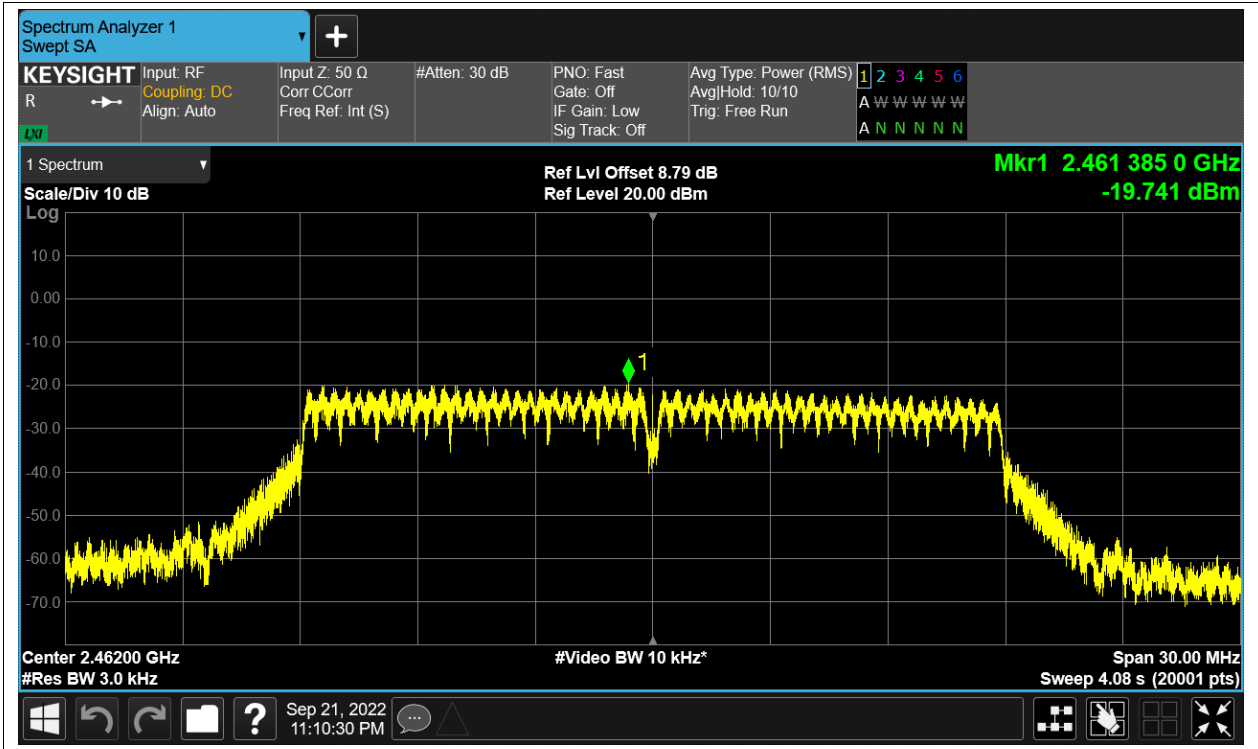 Spectrum Analyzer 1
Swept SA
KEYSIGHT
R
LXI
Input: RF
Coupling: DC
Align: Auto
Input Z: 50 Ω
Corr CCorr
Freq Ref: Int (S)
#Atten: 30 dB
PNO: Fast
Gate: Off
IF Gain: Low
Sig Track: Off
Avg Type: Power (RMS)
Avg|Hold: 10/10
Trig: Free Run
1 2 3 4 5 6
A W W W W W
A N N N N N
1 Spectrum
Scale/Div 10 dB
Log
Ref Lvl Offset 8.79 dB
Ref Level 20.00 dBm
Mkr1 2.461 385 0 GHz
-19.741 dBm
10.0
0.00
-10.0
-20.0
-30.0
-40.0
-50.0
-60.0
-70.0
1
Center 2.46200 GHz
#Res BW 3.0 kHz
#Video BW 10 kHz*
Span 30.00 MHz
Sweep 4.08 s (20001 pts)
?
Sep 21, 2022
11:10:30 PM